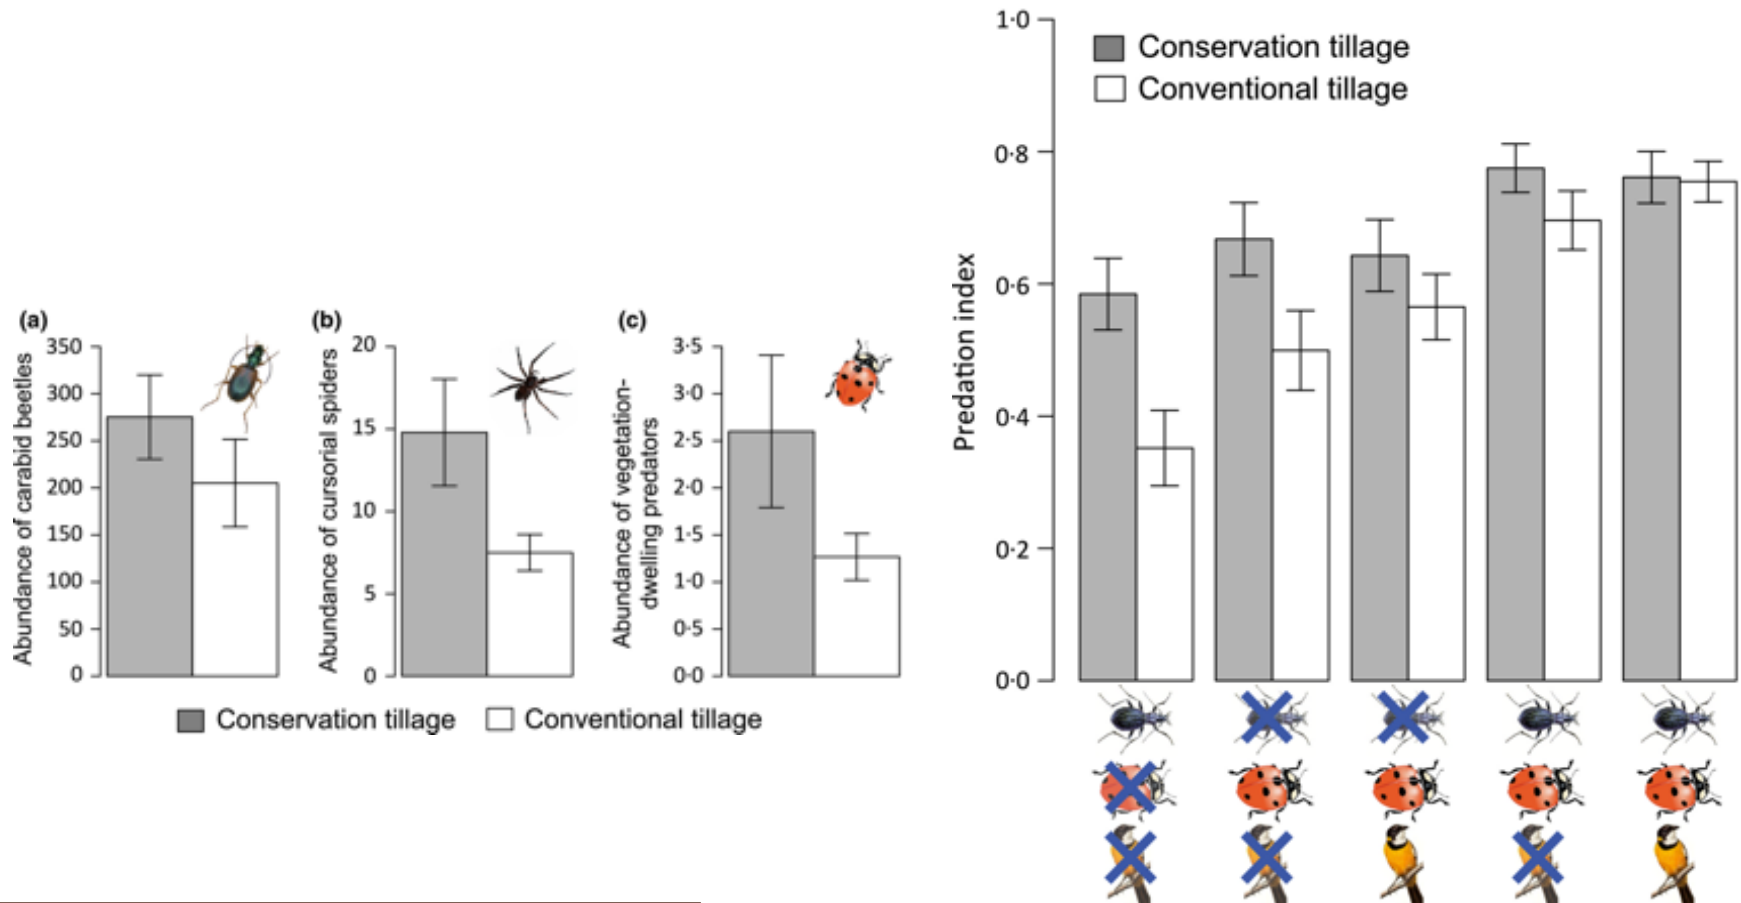 (a)
Abundance of carabid beetles
350
300
250
200
150
100
50
0
(b)
Abundance of cursorial spiders
20
15
10
5
0
(c)
Abundance of vegetation-
dwelling predators
3·5
3·0
2·5
2·0
1·5
1·0
0·5
0·0
Conservation tillage
Conventional tillage
Predation index
1·0
0·8
0·6
0·4
0·2
0·0
Conservation tillage
Conventional tillage